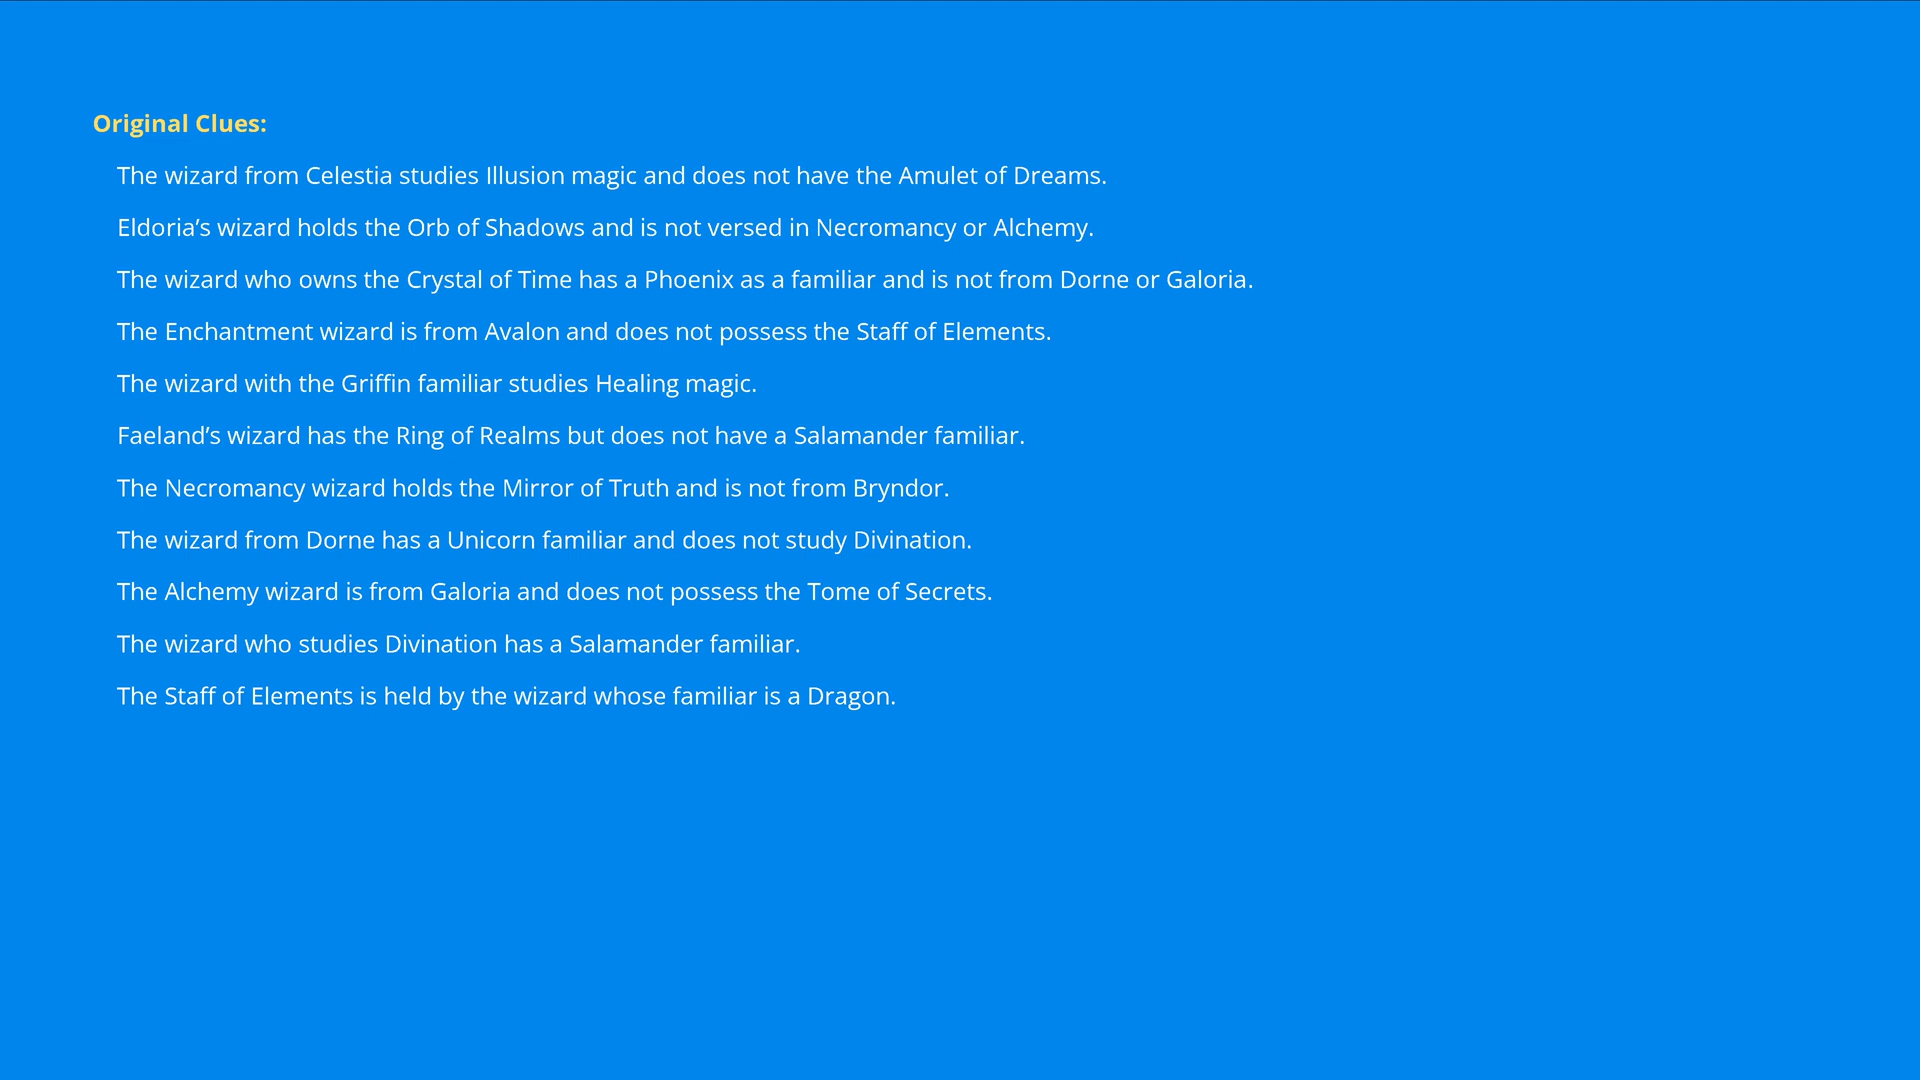 Original Clues:
The wizard from Celestia studies Illusion magic and does not have the Amulet of Dreams.
Eldoria’s wizard holds the Orb of Shadows and is not versed in Necromancy or Alchemy.
The wizard who owns the Crystal of Time has a Phoenix as a familiar and is not from Dorne or Galoria.
The Enchantment wizard is from Avalon and does not possess the Staff of Elements.
The wizard with the Griffin familiar studies Healing magic.
Faeland’s wizard has the Ring of Realms but does not have a Salamander familiar.
The Necromancy wizard holds the Mirror of Truth and is not from Bryndor.
The wizard from Dorne has a Unicorn familiar and does not study Divination.
The Alchemy wizard is from Galoria and does not possess the Tome of Secrets.
The wizard who studies Divination has a Salamander familiar.
The Staff of Elements is held by the wizard whose familiar is a Dragon.